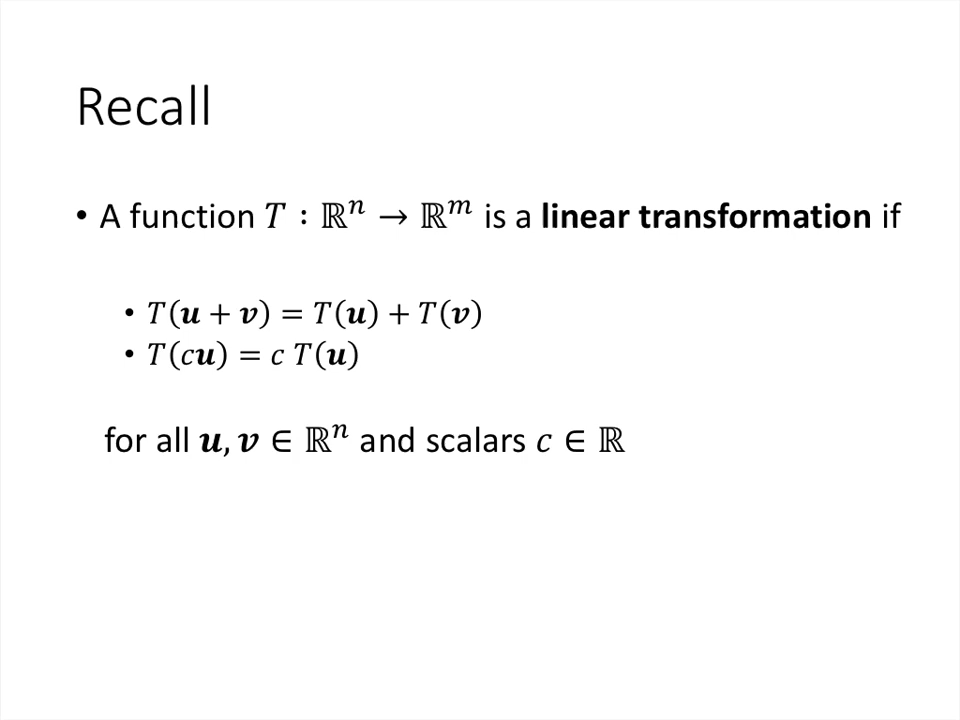 Recall
• A function 𝑇 : ℝⁿ → ℝᵐ is a linear transformation if
• 𝑇(𝒖 + 𝒗) = 𝑇(𝒖) + 𝑇(𝒗)
• 𝑇(𝑐𝒖) = 𝑐 𝑇(𝒖)
for all 𝒖, 𝒗 ∈ ℝⁿ and scalars 𝑐 ∈ ℝ